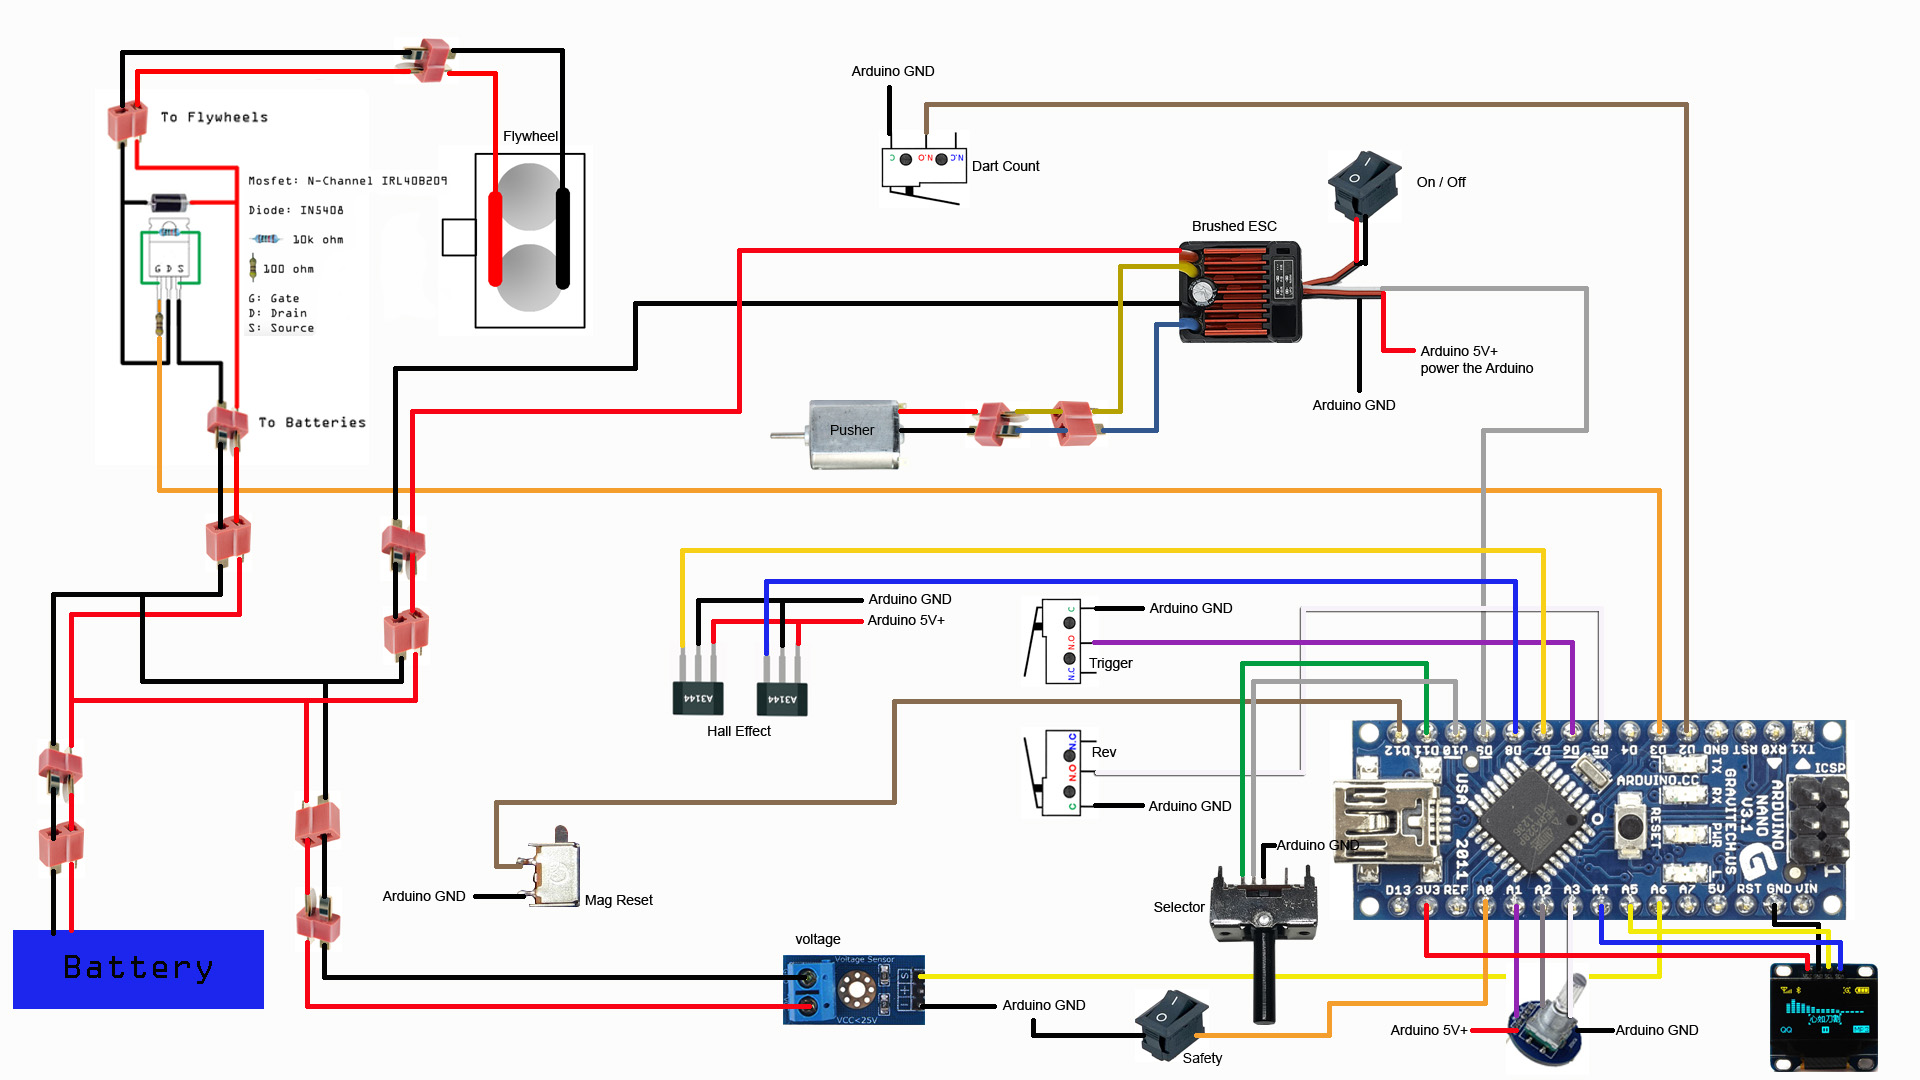 Arduino GND
To Flywheels
Flywheel
C
N.O
N.C
Dart Count
Mosfet: N-Channel IRL40B209
Diode: IN5408
10k ohm
100 ohm
G D S
G: Gate
D: Drain
S: Source
On / Off
Brushed ESC
Arduino 5V+
power the Arduino
Arduino GND
To Batteries
Pusher
Arduino GND
Arduino 5V+
A3144
A3144
Hall Effect
C
N.O
N.C
Arduino GND
Trigger
N.C
N.O
C
Rev
Arduino GND
D12 D11 D10 D9 D8 D7 D6 D5 D4 D3 D2 GND RST RX0 TX1
USA
2011
ARDUINO.CC
RESET
TX
RX
PWR
L
GRAVITECH.US
ARDUINO
NANO
V3.1
ICSP
1
G
D13 3V3 REF A0 A1 A2 A3 A4 A5 A6 A7 5V RST GND VIN
Arduino GND
Mag Reset
Arduino GND
Selector
Battery
voltage
Voltage Sensor
S
+
-
VCC<25V
Arduino GND
Safety
Arduino 5V+
Arduino GND
QQ